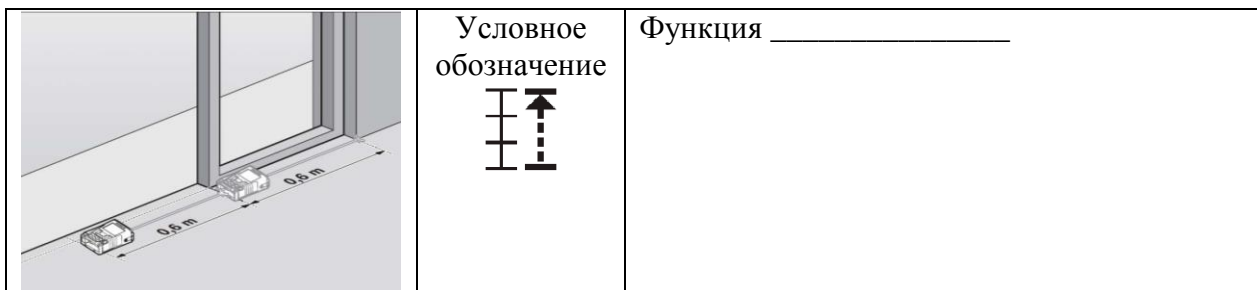 Условное
обозначение
Функция _______________
0,6 m
0,6 m